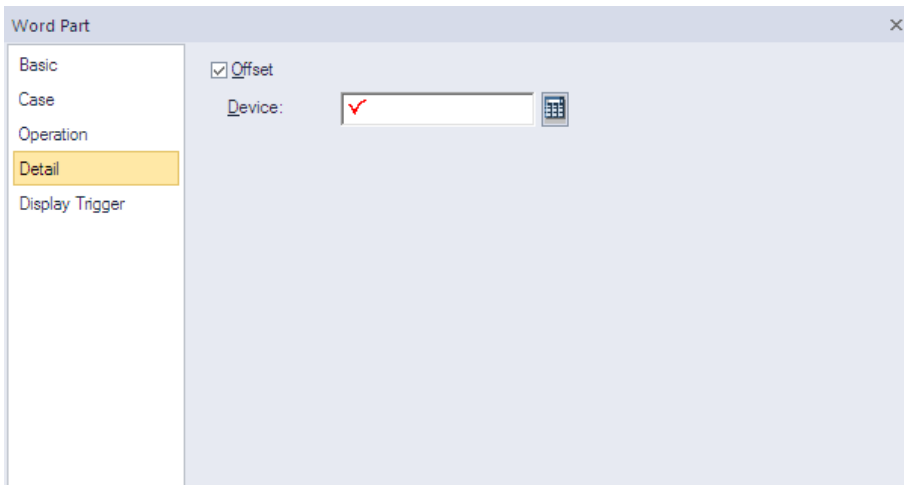 Word Part
Basic
Case
Operation
Detail
Display Trigger
Offset
Device: